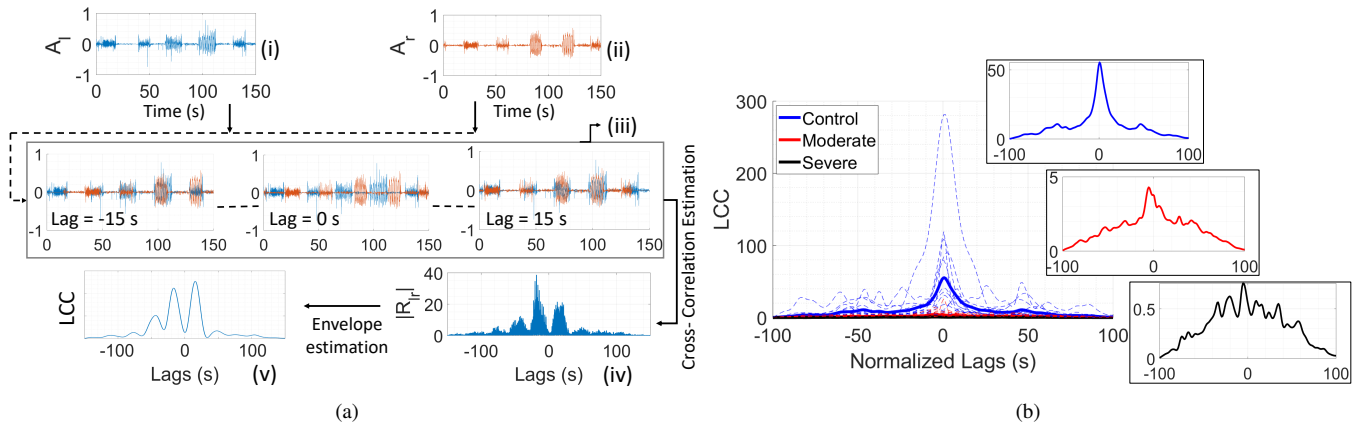 1
0
-1
A_l
0 50 100 150
Time (s)
(i)
1
0
-1
A_r
0 50 100 150
Time (s)
(ii)
(iii)
1
0
-1
Lag = -15 s
0 50 100 150
Lag = 0 s
0 50 100 150
Lag = 15 s
0 50 100 150
Cross- Correlation Estimation
LCC
-100 0 100
Lags (s)
(v)
Envelope
estimation
40
20
0
|R_lr|
-100 0 100
Lags (s)
(iv)
(a)
300
200
100
0
LCC
Control
Moderate
Severe
-100 -50 0 50 100
Normalized Lags (s)
50
0
-100 0 100
5
0
-100 0 100
0.5
0
-100 0 100
(b)